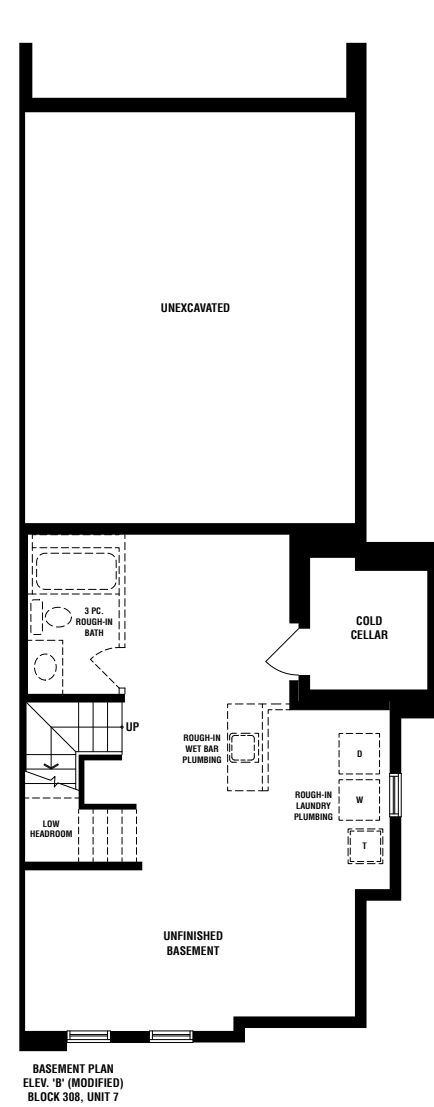 UNEXCAVATED
3 PC.
ROUGH-IN
BATH
COLD
CELLAR
UP
ROUGH-IN
WET BAR
PLUMBING
D
ROUGH-IN
LAUNDRY
PLUMBING
W
LOW
HEADROOM
T
UNFINISHED
BASEMENT
BASEMENT PLAN
ELEV. 'B' (MODIFIED)
BLOCK 308, UNIT 7